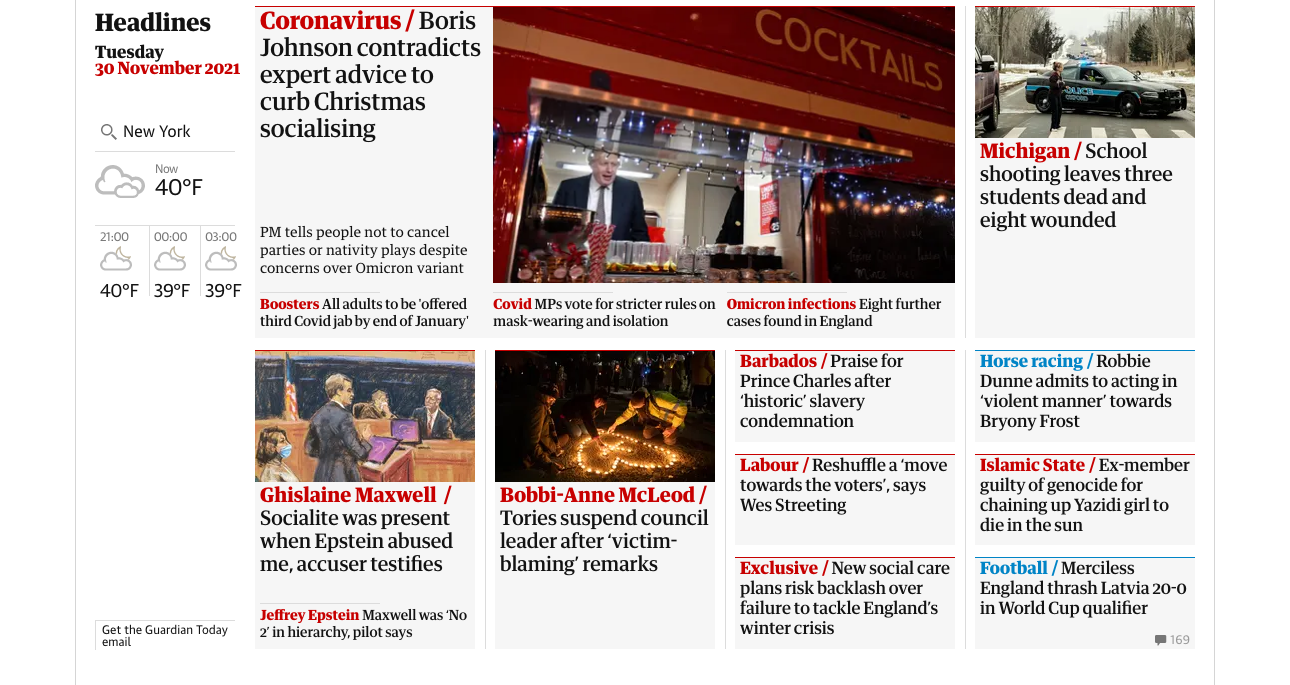 Headlines
Tuesday
30 November 2021
New York
Now
40°F
21:00
00:00
03:00
40°F
39°F
39°F
Coronavirus / Boris
Johnson contradicts
expert advice to
curb Christmas
socialising
PM tells people not to cancel
parties or nativity plays despite
concerns over Omicron variant
COCKTAILS
Boosters All adults to be 'offered
third Covid jab by end of January'
Covid MPs vote for stricter rules on
mask-wearing and isolation
Omicron infections Eight further
cases found in England
POLICE
OXFORD
Michigan / School
shooting leaves three
students dead and
eight wounded
Ghislaine Maxwell /
Socialite was present
when Epstein abused
me, accuser testifies
Jeffrey Epstein Maxwell was ‘No
2’ in hierarchy, pilot says
Bobbi-Anne McLeod /
Tories suspend council
leader after ‘victim-
blaming’ remarks
Barbados / Praise for
Prince Charles after
‘historic’ slavery
condemnation
Labour / Reshuffle a ‘move
towards the voters’, says
Wes Streeting
Exclusive / New social care
plans risk backlash over
failure to tackle England’s
winter crisis
Horse racing / Robbie
Dunne admits to acting in
‘violent manner’ towards
Bryony Frost
Islamic State / Ex-member
guilty of genocide for
chaining up Yazidi girl to
die in the sun
Football / Merciless
England thrash Latvia 20-0
in World Cup qualifier
169
Get the Guardian Today
email